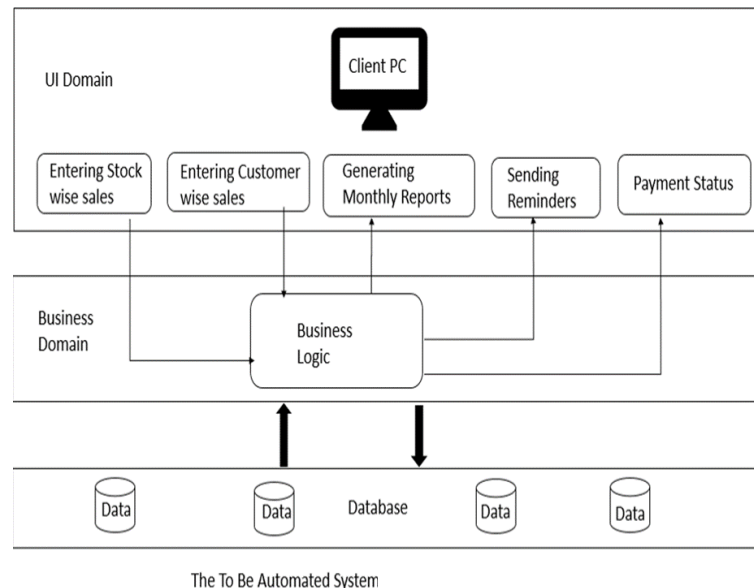 Client PC
UI Domain
Entering Stock
wise sales
Entering Customer
wise sales
Generating
Monthly Reports
Sending
Reminders
Payment Status
Business
Domain
Business
Logic
Data
Data
Database
Data
Data
The To Be Automated System